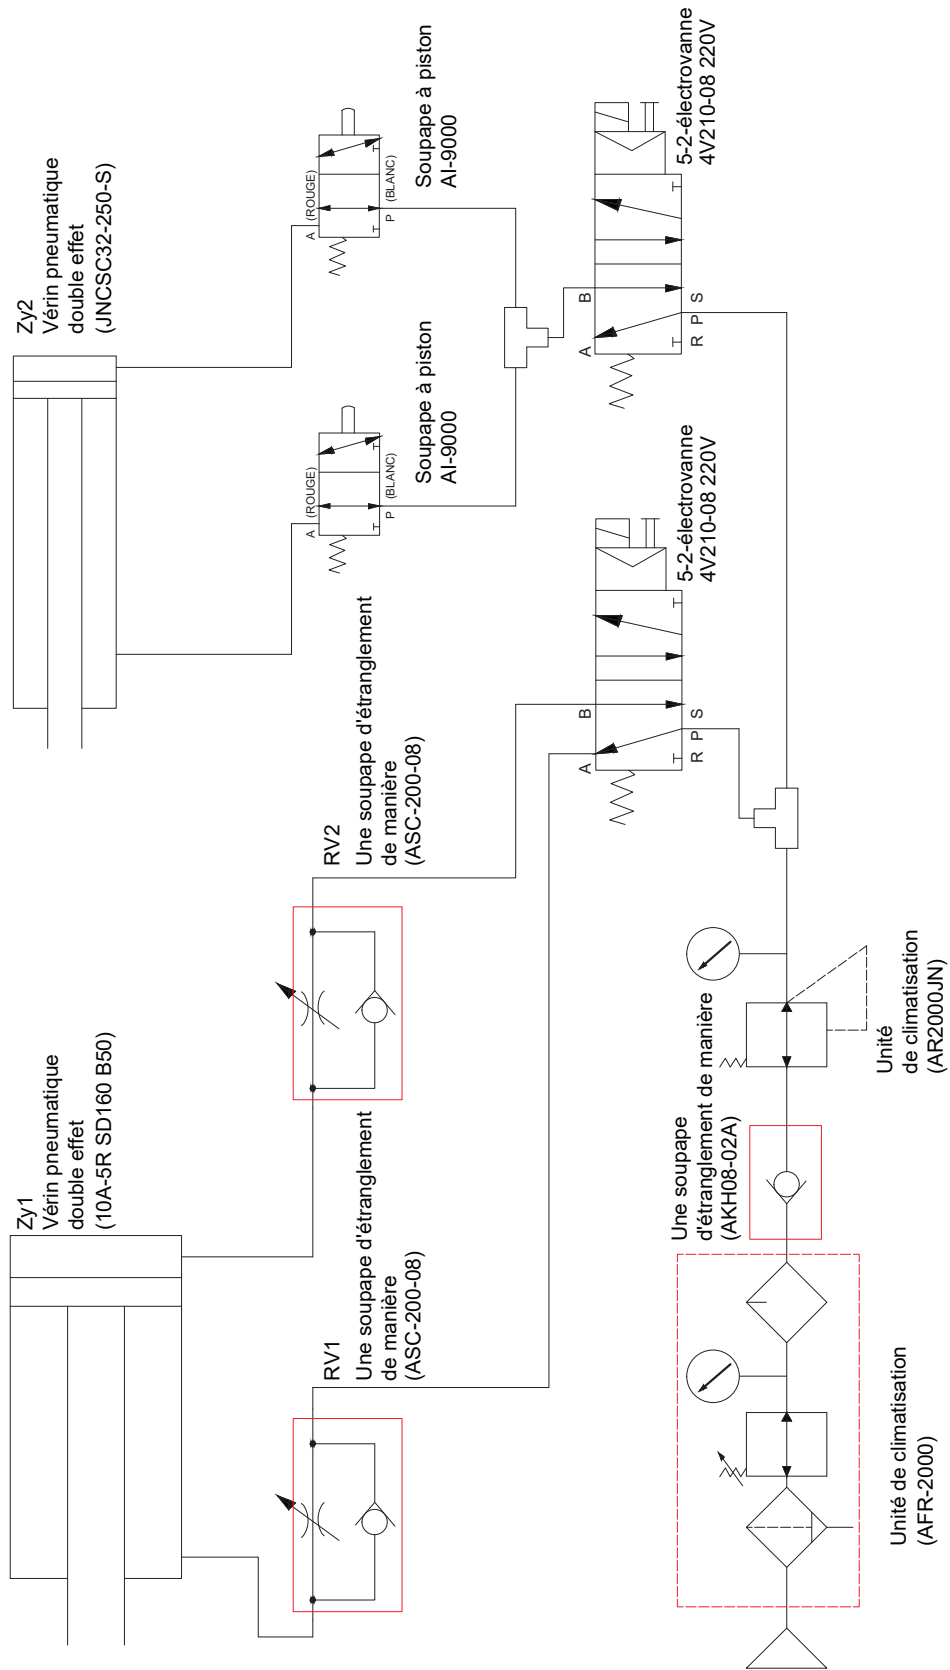 Zy1
Vérin pneumatique
double effet
(10A-5R SD160 B50)
Zy2
Vérin pneumatique
double effet
(JNCSC32-250-S)
RV1
Une soupape d'étranglement
de manière
(ASC-200-08)
RV2
Une soupape d'étranglement
de manière
(ASC-200-08)
A (ROUGE)
P (BLANC)
T
T
Soupape à piston
AI-9000
A (ROUGE)
P (BLANC)
T
T
Soupape à piston
AI-9000
A
B
R P S
T
T
5-2-électrovanne
4V210-08 220V
A
B
R P S
T
T
5-2-électrovanne
4V210-08 220V
Unité de climatisation
(AFR-2000)
Une soupape
d'étranglement de manière
(AKH08-02A)
Unité
de climatisation
(AR2000JN)